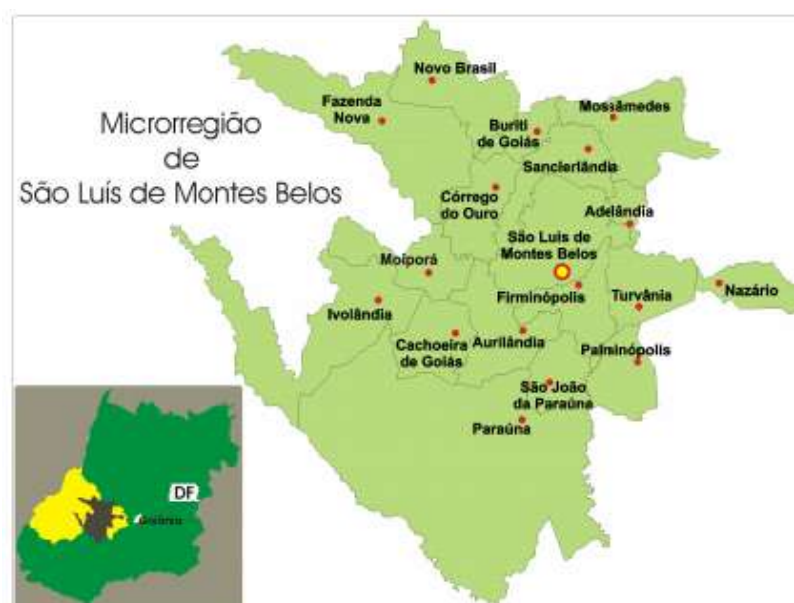 Microrregião
de
São Luís de Montes Belos
Novo Brasil
Fazenda
Nova
Mossâmedes
Buriti
de Goiás
Sanclerlândia
Córrego
do Ouro
Adelândia
São Luis de
Montes Belos
Moiporá
Firminópolis
Turvânia
Nazário
Ivolândia
Cachoeira
de Goiás
Aurilândia
Palminópolis
São João
da Paraúna
Paraúna
DF
Goiânia